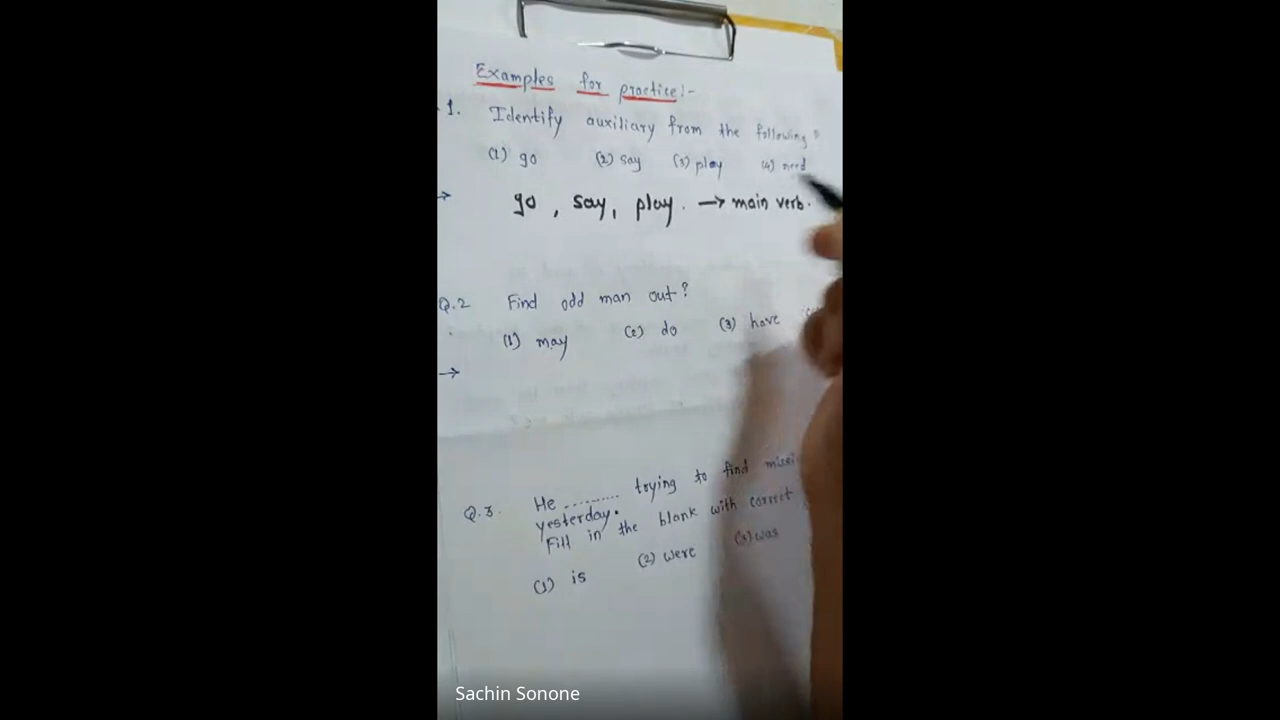 Examples for practice:-
1. Identify auxiliary from the following?
(1) go (2) say (3) play (4) need
→ go, say, play. → main verb.
Q.2 Find odd man out?
(1) may (2) do (3) have
→
Q.3. He .......... trying to find
yesterday.
Fill in the blank with correct
(1) is (2) were (3) was
Sachin Sonone